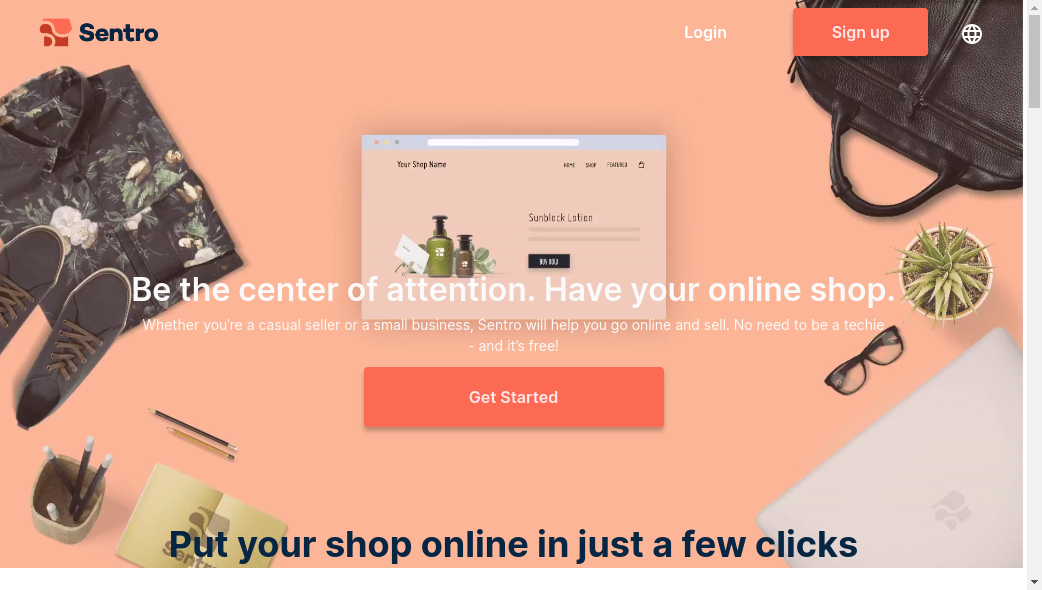 Sentro
Login
Sign up
Your Shop Name
HOME
SHOP
FEATURED
Sunblock Lotion
BUY NOW
Be the center of attention. Have your online shop.
Whether you’re a casual seller or a small business, Sentro will help you go online and sell. No need to be a techie
- and it’s free!
Get Started
Sentro
Put your shop online in just a few clicks